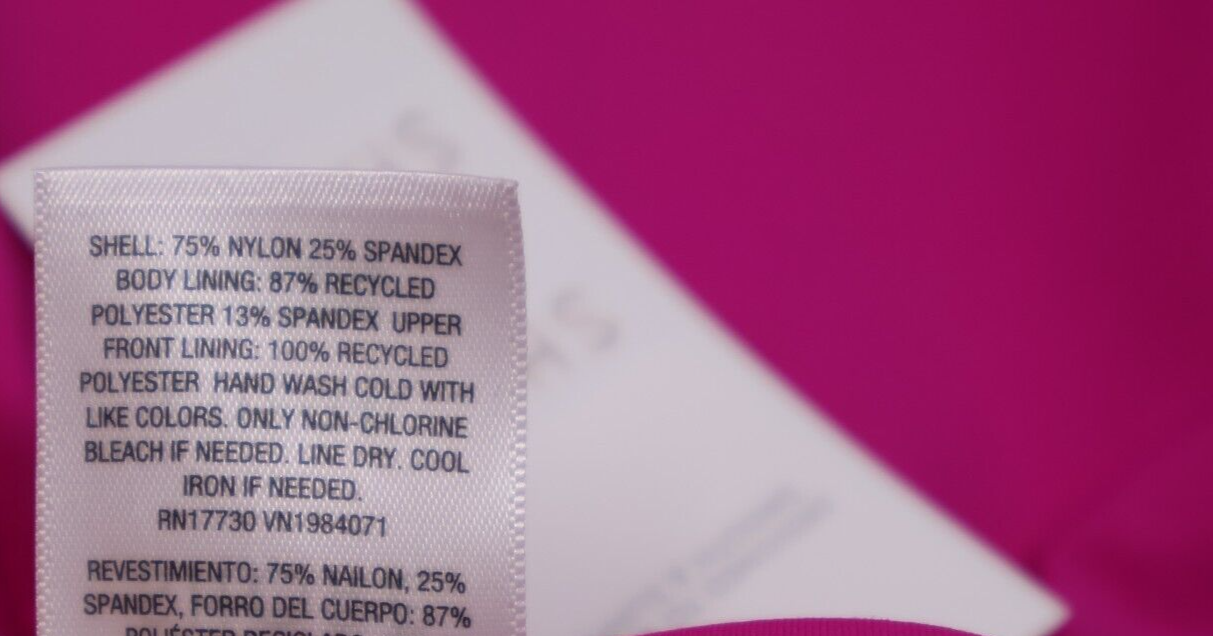 SHELL: 75% NYLON 25% SPANDEX
BODY LINING: 87% RECYCLED
POLYESTER 13% SPANDEX UPPER
FRONT LINING: 100% RECYCLED
POLYESTER HAND WASH COLD WITH
LIKE COLORS. ONLY NON-CHLORINE
BLEACH IF NEEDED. LINE DRY. COOL
IRON IF NEEDED.
RN17730 VN1984071
REVESTIMIENTO: 75% NAILON, 25%
SPANDEX, FORRO DEL CUERPO: 87%
POLIÉSTER RECICLADO